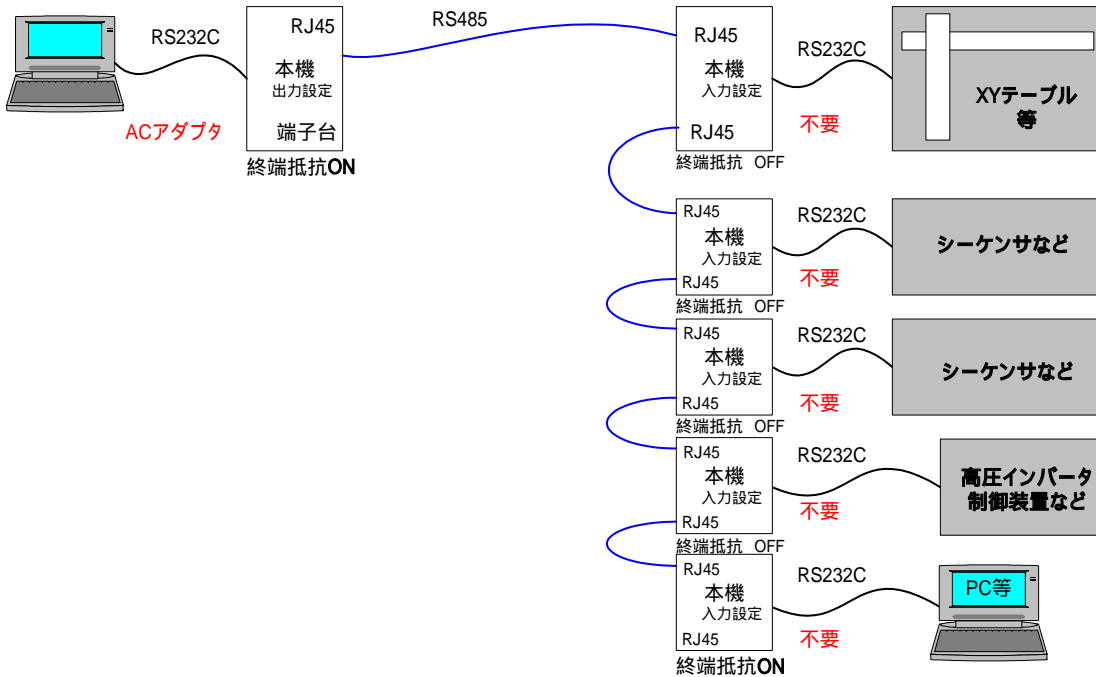 RS232C
ACアダプタ
RJ45
本機
出力設定
端子台
終端抵抗ON
RS485
RJ45
本機
入力設定
RJ45
終端抵抗 OFF
RS232C
不要
XYテーブル
等
RJ45
本機
入力設定
RJ45
終端抵抗 OFF
RS232C
不要
シーケンサなど
RJ45
本機
入力設定
RJ45
終端抵抗 OFF
RS232C
不要
シーケンサなど
RJ45
本機
入力設定
RJ45
終端抵抗 OFF
RS232C
不要
高圧インバータ
制御装置など
RJ45
本機
入力設定
RJ45
終端抵抗ON
RS232C
不要
PC等